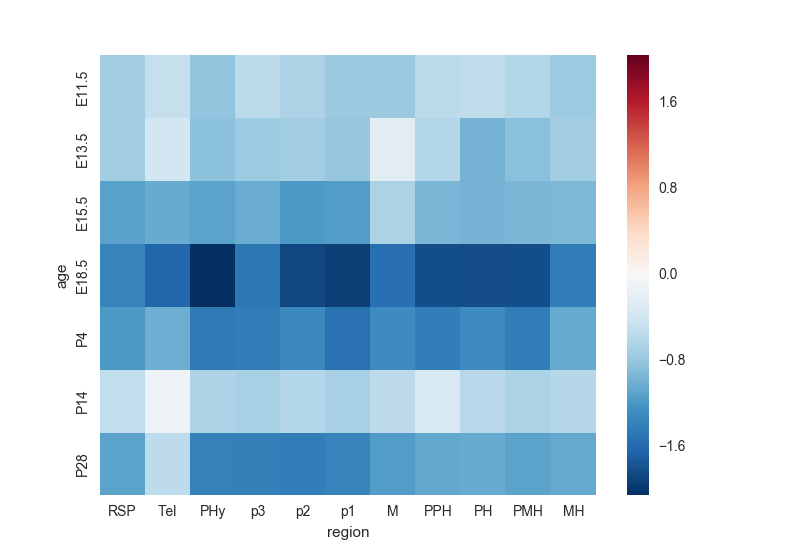 E11.5
E13.5
E15.5
E18.5
P4
P14
P28
age
RSP Tel PHy p3 p2 p1 M PPH PH PMH MH
region
1.6
0.8
0.0
−0.8
−1.6